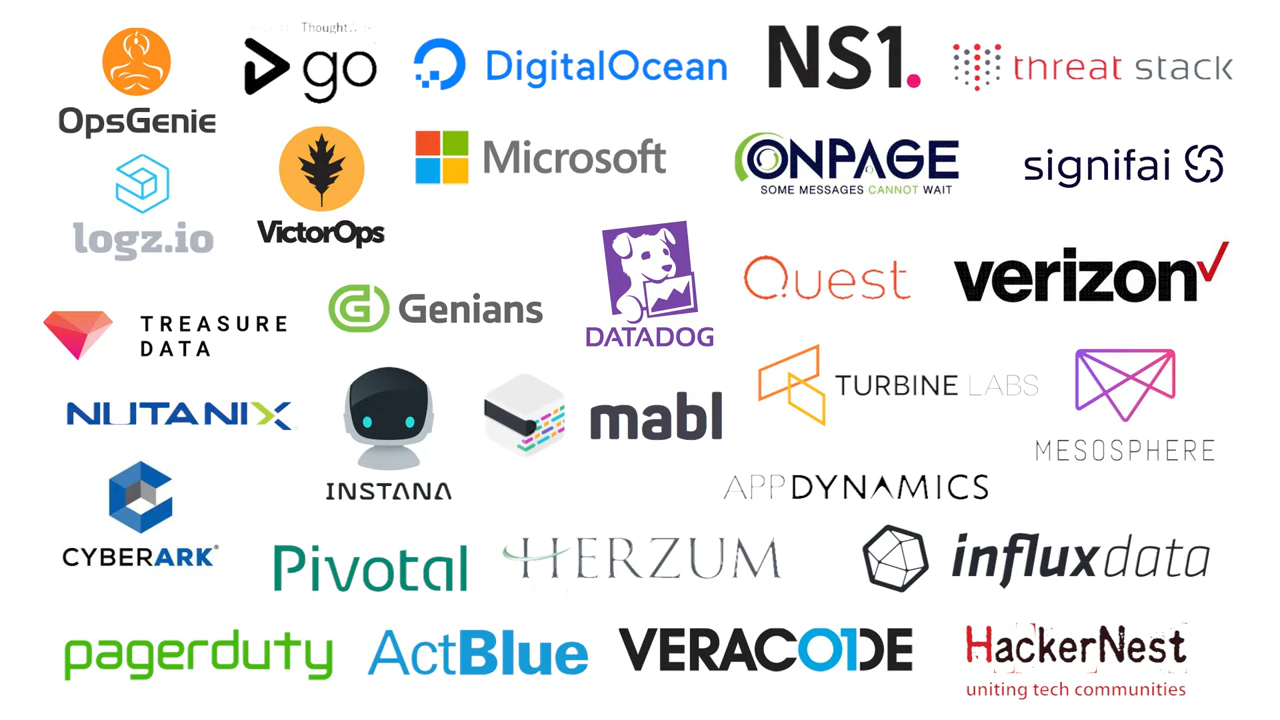 Thought
OpsGenie
go
DigitalOcean
NS1.
threat stack
logz.io
VictorOps
Microsoft
ONPAGE
SOME MESSAGES CANNOT WAIT
signifai
TREASURE
DATA
Genians
DATADOG
Quest
verizon
NUTANIX
INSTANA
mabl
TURBINE LABS
MESOSPHERE
CYBERARK®
APPDYNAMICS
Pivotal
HERZUM
influxdata
pagerduty
ActBlue
VERACODE
HackerNest
uniting tech communities